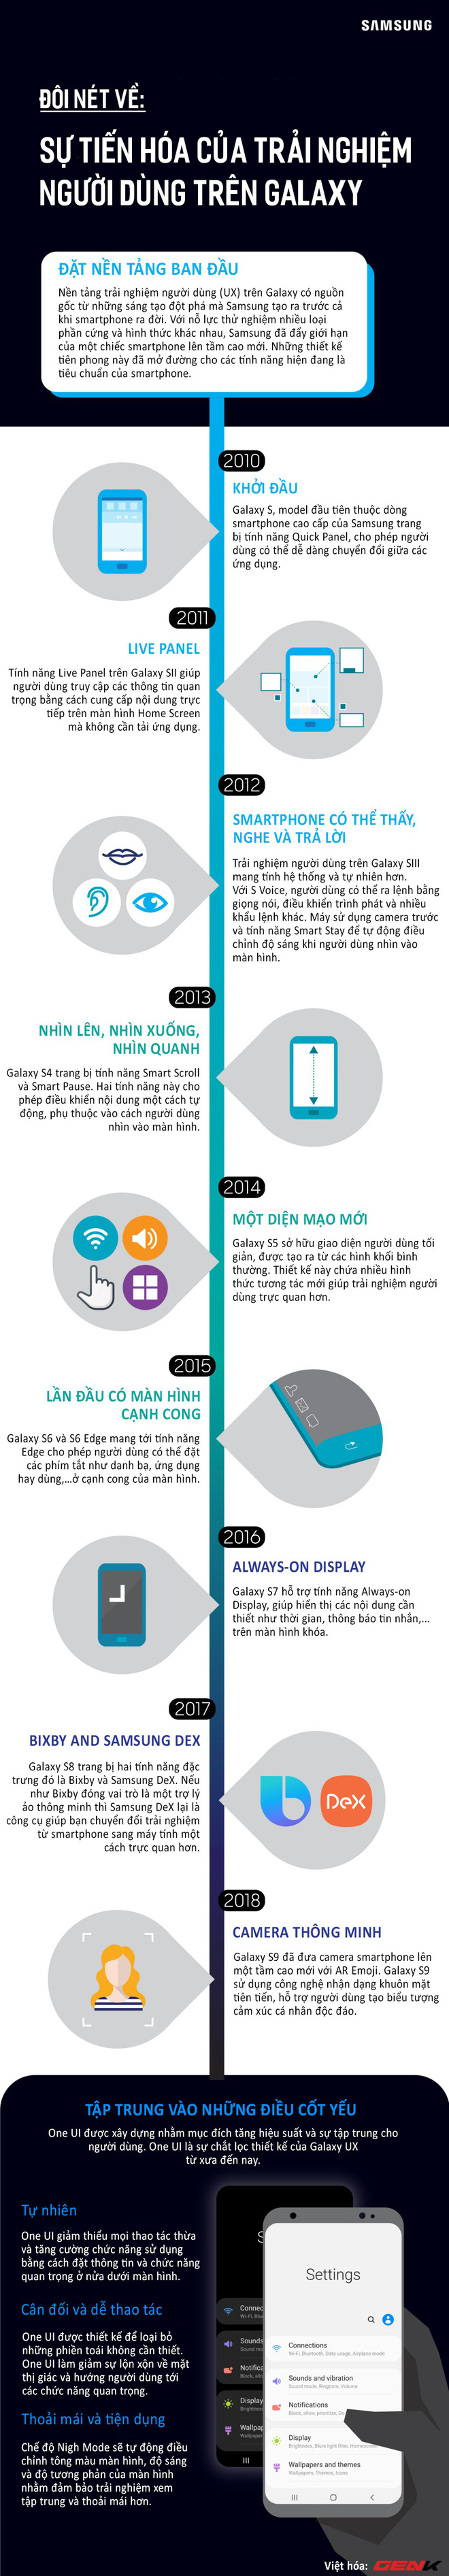 SAMSUNG
ĐÔI NÉT VỀ:
SỰ TIẾN HÓA CỦA TRẢI NGHIỆM
NGƯỜI DÙNG TRÊN GALAXY
ĐẶT NỀN TẢNG BAN ĐẦU
Nền tảng trải nghiệm người dùng (UX) trên Galaxy có nguồn
gốc từ những sáng tạo đột phá mà Samsung tạo ra trước cả
khi smartphone ra đời. Với nỗ lực thử nghiệm nhiều loại
phần cứng và hình thức khác nhau, Samsung đã đẩy giới hạn
của một chiếc smartphone lên tầm cao mới. Những thiết kế
tiên phong này đã mở đường cho các tính năng hiện đang là
tiêu chuẩn của smartphone.
2010
KHỞI ĐẦU
Galaxy S, model đầu tiên thuộc dòng
smartphone cao cấp của Samsung trang
bị tính năng Quick Panel, cho phép người
dùng có thể dễ dàng chuyển đổi giữa các
ứng dụng.
2011
LIVE PANEL
Tính năng Live Panel trên Galaxy SII giúp
người dùng truy cập các thông tin quan
trọng bằng cách cung cấp nội dung trực
tiếp trên màn hình Home Screen
mà không cần tải ứng dụng.
2012
SMARTPHONE CÓ THỂ THẤY,
NGHE VÀ TRẢ LỜI
Trải nghiệm người dùng trên Galaxy SIII
mang tính hệ thống và tự nhiên hơn.
Với S Voice, người dùng có thể ra lệnh bằng
giọng nói, điều khiển trình phát và nhiều
khẩu lệnh khác. Máy sử dụng camera trước
và tính năng Smart Stay để tự động điều
chỉnh độ sáng khi người dùng nhìn vào
màn hình.
2013
NHÌN LÊN, NHÌN XUỐNG,
NHÌN QUANH
Galaxy S4 trang bị tính năng Smart Scroll
và Smart Pause. Hai tính năng này cho
phép điều khiển nội dung một cách tự
động, phụ thuộc vào cách người dùng
nhìn vào màn hình.
2014
MỘT DIỆN MẠO MỚI
Galaxy S5 sở hữu giao diện người dùng tối
giản, được tạo ra từ các hình khối bình
thường. Thiết kế này chứa nhiều hình
thức tương tác mới giúp trải nghiệm người
dùng trực quan hơn.
2015
LẦN ĐẦU CÓ MÀN HÌNH
CẠNH CONG
Galaxy S6 và S6 Edge mang tới tính năng
Edge cho phép người dùng có thể đặt
các phím tắt như danh bạ, ứng dụng
hay dùng,...ở cạnh cong của màn hình.
2016
ALWAYS-ON DISPLAY
Galaxy S7 hỗ trợ tính năng Always-on
Display, giúp hiển thị các nội dung cần
thiết như thời gian, thông báo tin nhắn,...
trên màn hình khóa.
2017
BIXBY AND SAMSUNG DEX
Galaxy S8 trang bị hai tính năng đặc
trưng đó là Bixby và Samsung DeX. Nếu
như Bixby đóng vai trò là một trợ lý
ảo thông minh thì Samsung DeX lại là
công cụ giúp bạn chuyển đổi trải nghiệm
từ smartphone sang máy tính một
cách trực quan hơn.
DeX
2018
CAMERA THÔNG MINH
Galaxy S9 đã đưa camera smartphone lên
một tầm cao mới với AR Emoji. Galaxy S9
sử dụng công nghệ nhận dạng khuôn mặt
tiên tiến, hỗ trợ người dùng tạo biểu tượng
cảm xúc cá nhân độc đáo.
TẬP TRUNG VÀO NHỮNG ĐIỀU CỐT YẾU
One UI được xây dựng nhằm mục đích tăng hiệu suất và sự tập trung cho
người dùng. One UI là sự chắt lọc thiết kế của Galaxy UX
từ xưa đến nay.
Tự nhiên
One UI giảm thiểu mọi thao tác thừa
và tăng cường chức năng sử dụng
bằng cách đặt thông tin và chức năng
quan trọng ở nửa dưới màn hình.
Cân đối và dễ thao tác
One UI được thiết kế để loại bỏ
những phiền toái không cần thiết.
One UI làm giảm sự lộn xộn về mặt
thị giác và hướng người dùng tới
các chức năng quan trọng.
Thoải mái và tiện dụng
Chế độ Nigh Mode sẽ tự động điều
chỉnh tông màu màn hình, độ sáng
và độ tương phản của màn hình
nhằm đảm bảo trải nghiệm xem
tập trung và thoải mái hơn.
S
Connec
Wi-Fi, Blu
Sounds
Sound mo
Notifica
Block, allo
Display
Brightnes
Wallpap
Wallpaper
Settings
Connections
Wi-Fi, Bluetooth, Data usage, Airplane mode
Sounds and vibration
Sound mode, Ringtone, Volume
Notifications
Block, allow, prioritize
Display
Brightness, Blue light filter,
Wallpapers and themes
Wallpapers, Themes, Icons
Việt hóa: GENK